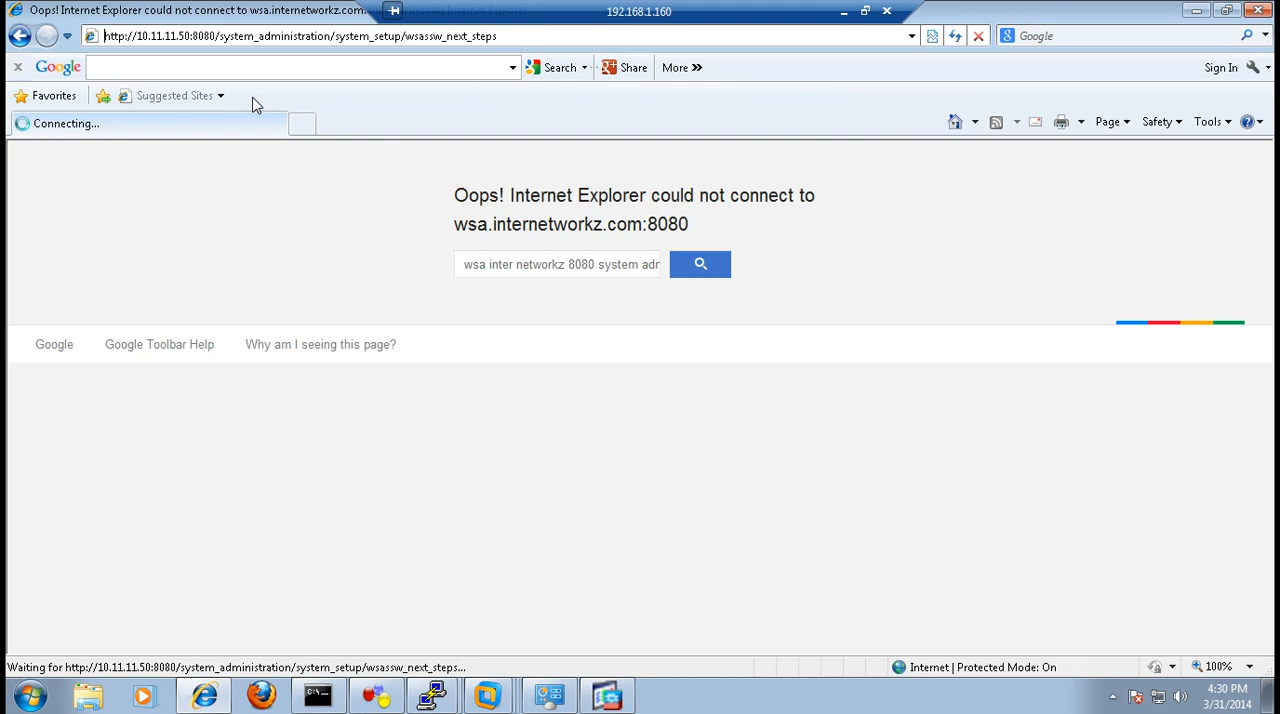 Oops! Internet Explorer could not connect to wsa.internetworkz.com
192.168.1.160
http://10.11.11.50:8080/system_administration/system_setup/wsassw_next_steps
Google
Google
Search
Share
More »
Sign In
Favorites
Suggested Sites
Connecting...
Page
Safety
Tools
Oops! Internet Explorer could not connect to
wsa.internetworkz.com:8080
wsa inter networkz 8080 system adr
Google
Google Toolbar Help
Why am I seeing this page?
Waiting for http://10.11.11.50:8080/system_administration/system_setup/wsassw_next_steps...
Internet | Protected Mode: On
100%
4:30 PM
3/31/2014